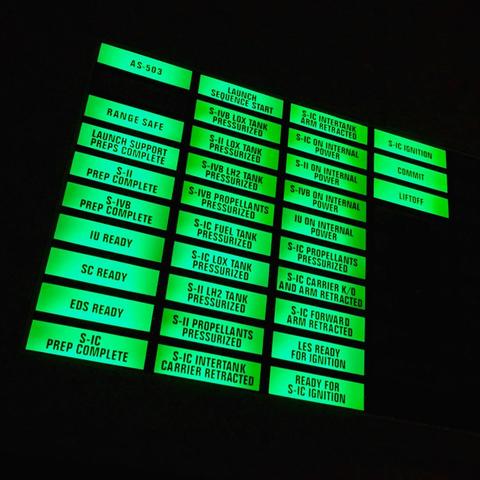 AS-503
RANGE SAFE
LAUNCH SUPPORT
PREPS COMPLETE
S-II
PREP COMPLETE
S-IVB
PREP COMPLETE
IU READY
SC READY
EDS READY
S-IC
PREP COMPLETE
LAUNCH
SEQUENCE START
S-IVB LOX TANK
PRESSURIZED
S-II LOX TANK
PRESSURIZED
S-IVB LH2 TANK
PRESSURIZED
S-IVB PROPELLANTS
PRESSURIZED
S-IC FUEL TANK
PRESSURIZED
S-IC LOX TANK
PRESSURIZED
S-II LH2 TANK
PRESSURIZED
S-II PROPELLANTS
PRESSURIZED
S-IC INTERTANK
CARRIER RETRACTED
S-IC INTERTANK
ARM RETRACTED
S-IC ON INTERNAL
POWER
S-II ON INTERNAL
POWER
S-IVB ON INTERNAL
POWER
IU ON INTERNAL
POWER
S-IC PROPELLANTS
PRESSURIZED
S-IC CARRIER K/O
AND ARM RETRACTED
S-IC FORWARD
ARM RETRACTED
LES READY
FOR IGNITION
READY FOR
S-IC IGNITION
S-IC IGNITION
COMMIT
LIFTOFF